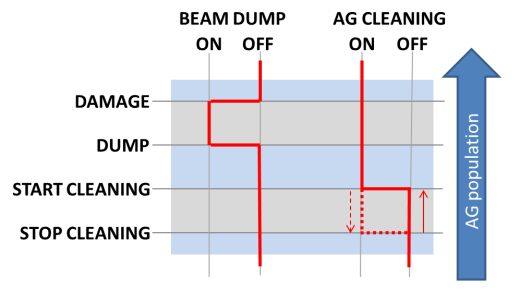 BEAM DUMP AG CLEANING
ON OFF ON OFF
DAMAGE
DUMP
START CLEANING
STOP CLEANING
AG population